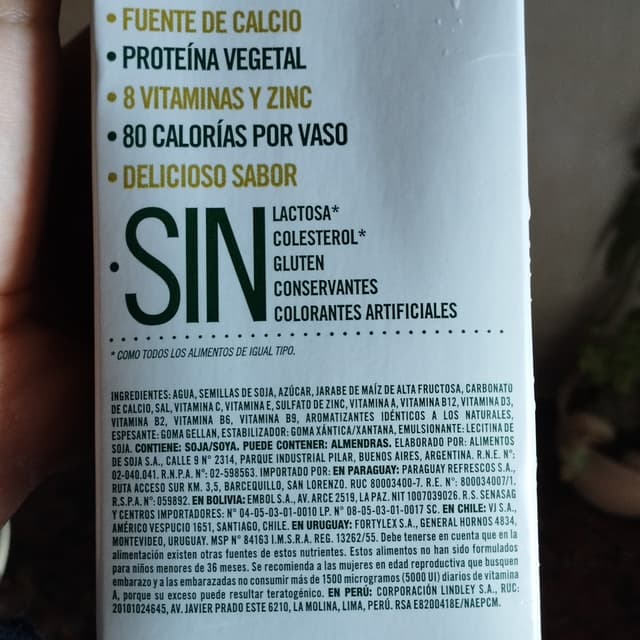 • FUENTE DE CALCIO
• PROTEÍNA VEGETAL
• 8 VITAMINAS Y ZINC
• 80 CALORÍAS POR VASO
• DELICIOSO SABOR
• SIN
LACTOSA*
COLESTEROL*
GLUTEN
CONSERVANTES
COLORANTES ARTIFICIALES
* COMO TODOS LOS ALIMENTOS DE IGUAL TIPO.
INGREDIENTES: AGUA, SEMILLAS DE SOJA, AZÚCAR, JARABE DE MAÍZ DE ALTA FRUCTOSA, CARBONATO
DE CALCIO, SAL, VITAMINA C, VITAMINA E, SULFATO DE ZINC, VITAMINA A, VITAMINA B12, VITAMINA D3,
VITAMINA B2, VITAMINA B6, VITAMINA B9, AROMATIZANTES IDÉNTICOS A LOS NATURALES,
ESPESANTE: GOMA GELLAN, ESTABILIZADOR: GOMA XÁNTICA/XANTANA, EMULSIONANTE: LECITINA DE
SOJA. CONTIENE: SOJA/SOYA. PUEDE CONTENER: ALMENDRAS. ELABORADO POR: ALIMENTOS
DE SOJA S.A., CALLE 9 N° 2314, PARQUE INDUSTRIAL PILAR, BUENOS AIRES, ARGENTINA. R.N.E. N°:
02-040.041. R.N.P.A. N°: 02-598563. IMPORTADO POR: EN PARAGUAY: PARAGUAY REFRESCOS S.A.,
RUTA ACCESO SUR KM. 3,5, BARCEQUILLO, SAN LORENZO. RUC 80003400-7. R.E. N°: 800034007/1.
R.S.P.A. N°: 059892. EN BOLIVIA: EMBOL S.A., AV. ARCE 2519, LA PAZ. NIT 1007039026. R.S. SENASAG
Y CENTROS IMPORTADORES: N° 04-05-03-01-0010 LP. N° 08-05-03-01-0017 SC. EN CHILE: VJ S.A.,
AMÉRICO VESPUCIO 1651, SANTIAGO, CHILE. EN URUGUAY: FORTYLEX S.A., GENERAL HORNOS 4834,
MONTEVIDEO, URUGUAY. MSP N° 84163 I.M.S.R.A. REG. 13262/55. Debe tenerse en cuenta que en la
alimentación existen otras fuentes de estos nutrientes. Estos alimentos no han sido formulados
para niños menores de 36 meses. Se recomienda a las mujeres en edad reproductiva que busquen
embarazo y a las embarazadas no consumir más de 1500 microgramos (5000 UI) diarios de vitamina
A, porque su exceso puede resultar teratogénico. EN PERÚ: CORPORACIÓN LINDLEY S.A., RUC:
20101024645, AV. JAVIER PRADO ESTE 6210, LA MOLINA, LIMA, PERÚ. RSA E8200418E/NAEPCM.